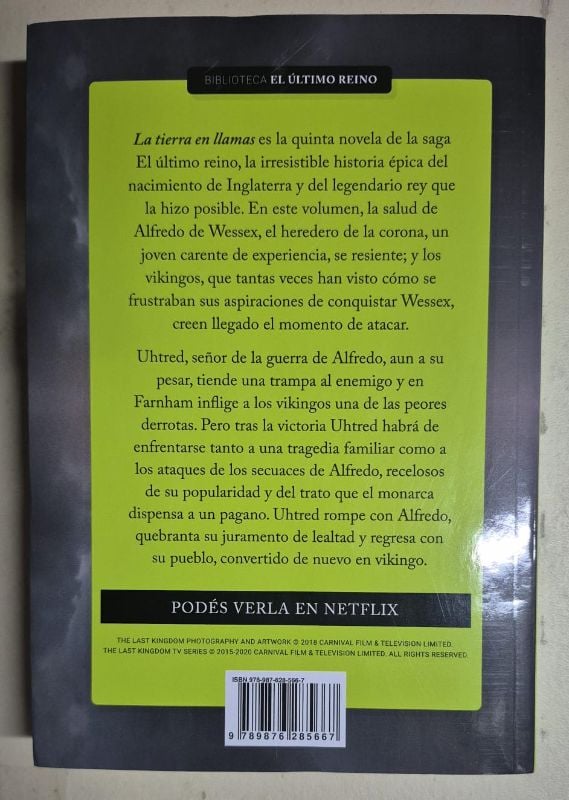 BIBLIOTECA EL ÚLTIMO REINO
La tierra en llamas es la quinta novela de la saga
El último reino, la irresistible historia épica del
nacimiento de Inglaterra y del legendario rey que
la hizo posible. En este volumen, la salud de
Alfredo de Wessex, el heredero de la corona, un
joven carente de experiencia, se resiente; y los
vikingos, que tantas veces han visto cómo se
frustraban sus aspiraciones de conquistar Wessex,
creen llegado el momento de atacar.
Uhtred, señor de la guerra de Alfredo, aun a su
pesar, tiende una trampa al enemigo y en
Farnham inflige a los vikingos una de las peores
derrotas. Pero tras la victoria Uhtred habrá de
enfrentarse tanto a una tragedia familiar como a
los ataques de los secuaces de Alfredo, recelosos
de su popularidad y del trato que el monarca
dispensa a un pagano. Uhtred rompe con Alfredo,
quebranta su juramento de lealtad y regresa con
su pueblo, convertido de nuevo en vikingo.
PODÉS VERLA EN NETFLIX
THE LAST KINGDOM PHOTOGRAPHY AND ARTWORK © 2018 CARNIVAL FILM & TELEVISION LIMITED.
THE LAST KINGDOM TV SERIES © 2015-2020 CARNIVAL FILM & TELEVISION LIMITED. ALL RIGHTS RESERVED.
ISBN 978-987-628-566-7
9 789876 285667